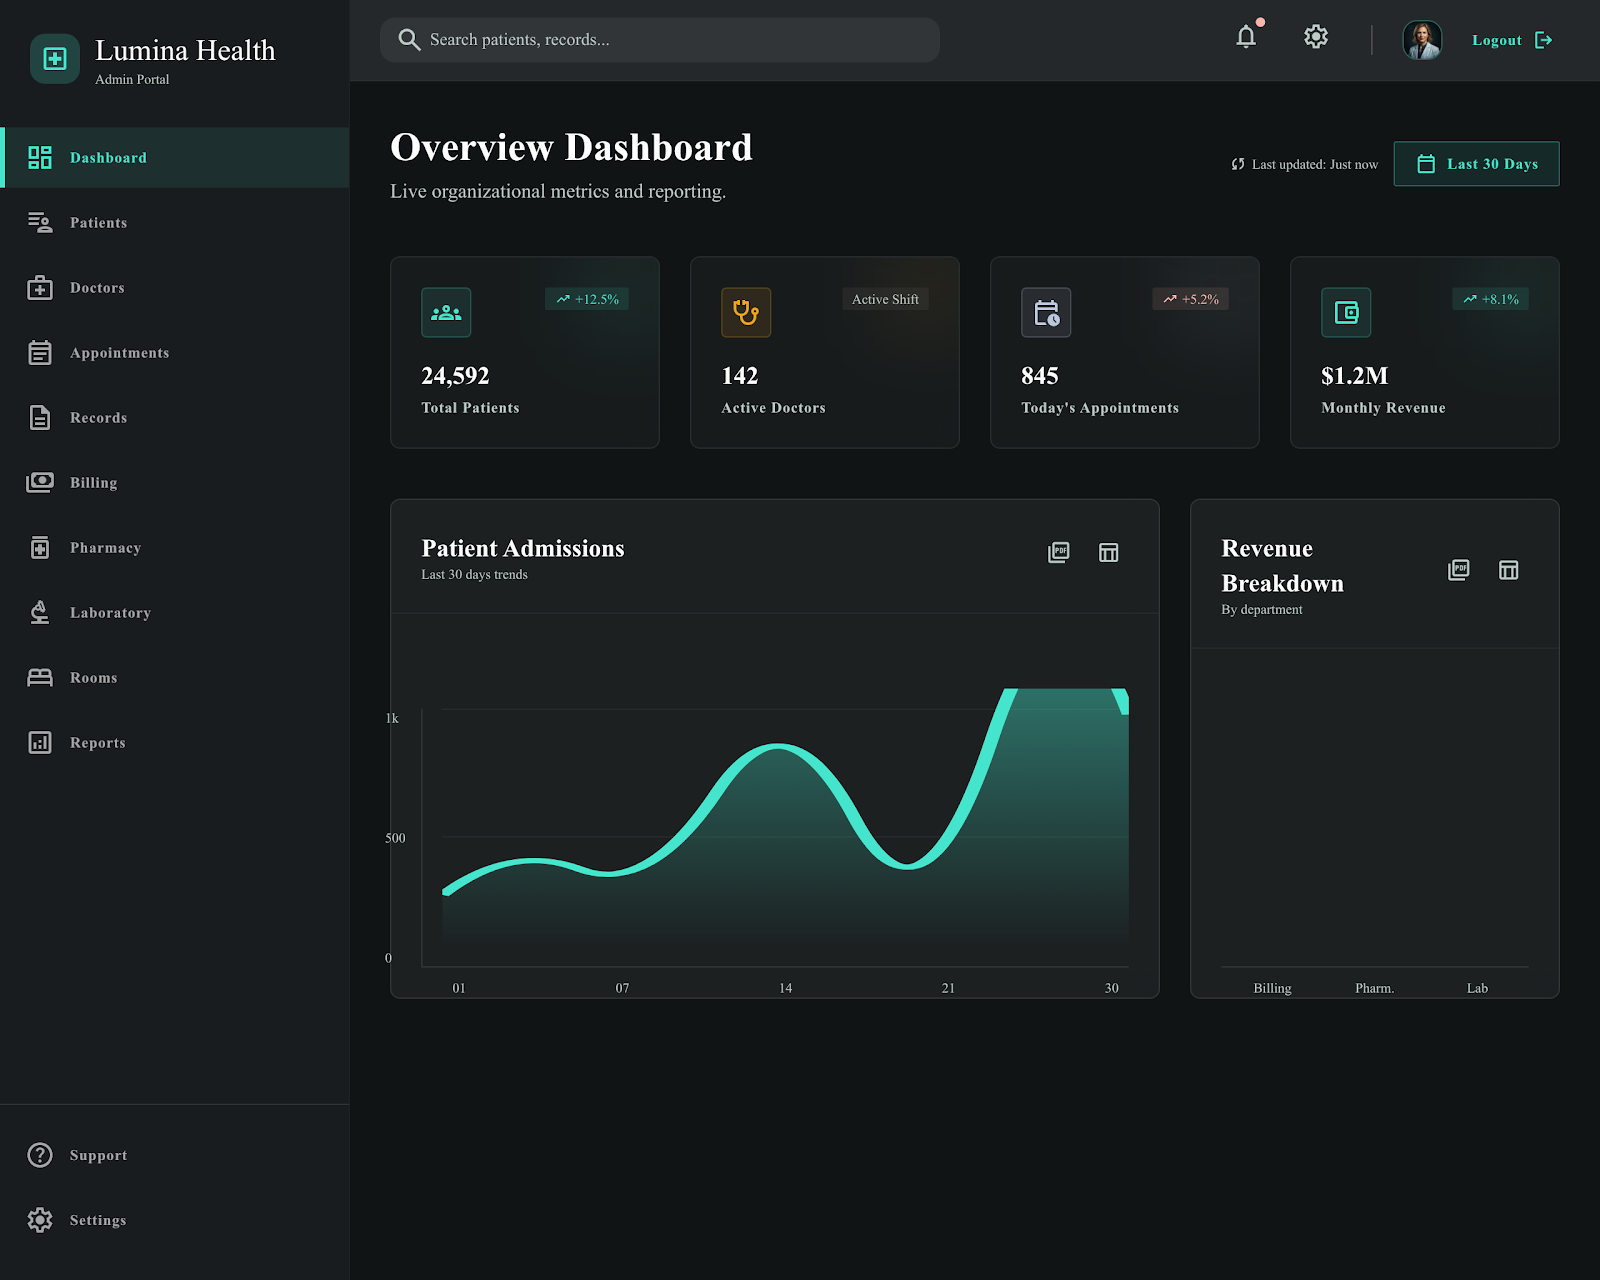 Lumina Health
Admin Portal
Dashboard
Patients
Doctors
Appointments
Records
Billing
Pharmacy
Laboratory
Rooms
Reports
Support
Settings
Search patients, records...
Logout
Overview Dashboard
Live organizational metrics and reporting.
Last updated: Just now
Last 30 Days
+12.5%
24,592
Total Patients
Active Shift
142
Active Doctors
+5.2%
845
Today's Appointments
+8.1%
$1.2M
Monthly Revenue
Patient Admissions
Last 30 days trends
PDF
1k
500
0
01 07 14 21 30
Revenue
Breakdown
By department
PDF
Billing Pharm. Lab